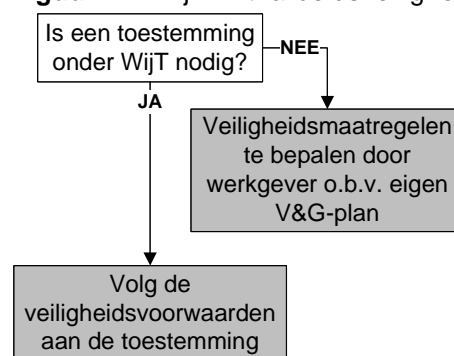 Is een toestemming
onder WijT nodig?
NEE
JA
Veiligheidsmaatregelen
te bepalen door
werkgever o.b.v. eigen
V&G-plan
Volg de
veiligheidsvoorwaarden
aan de toestemming